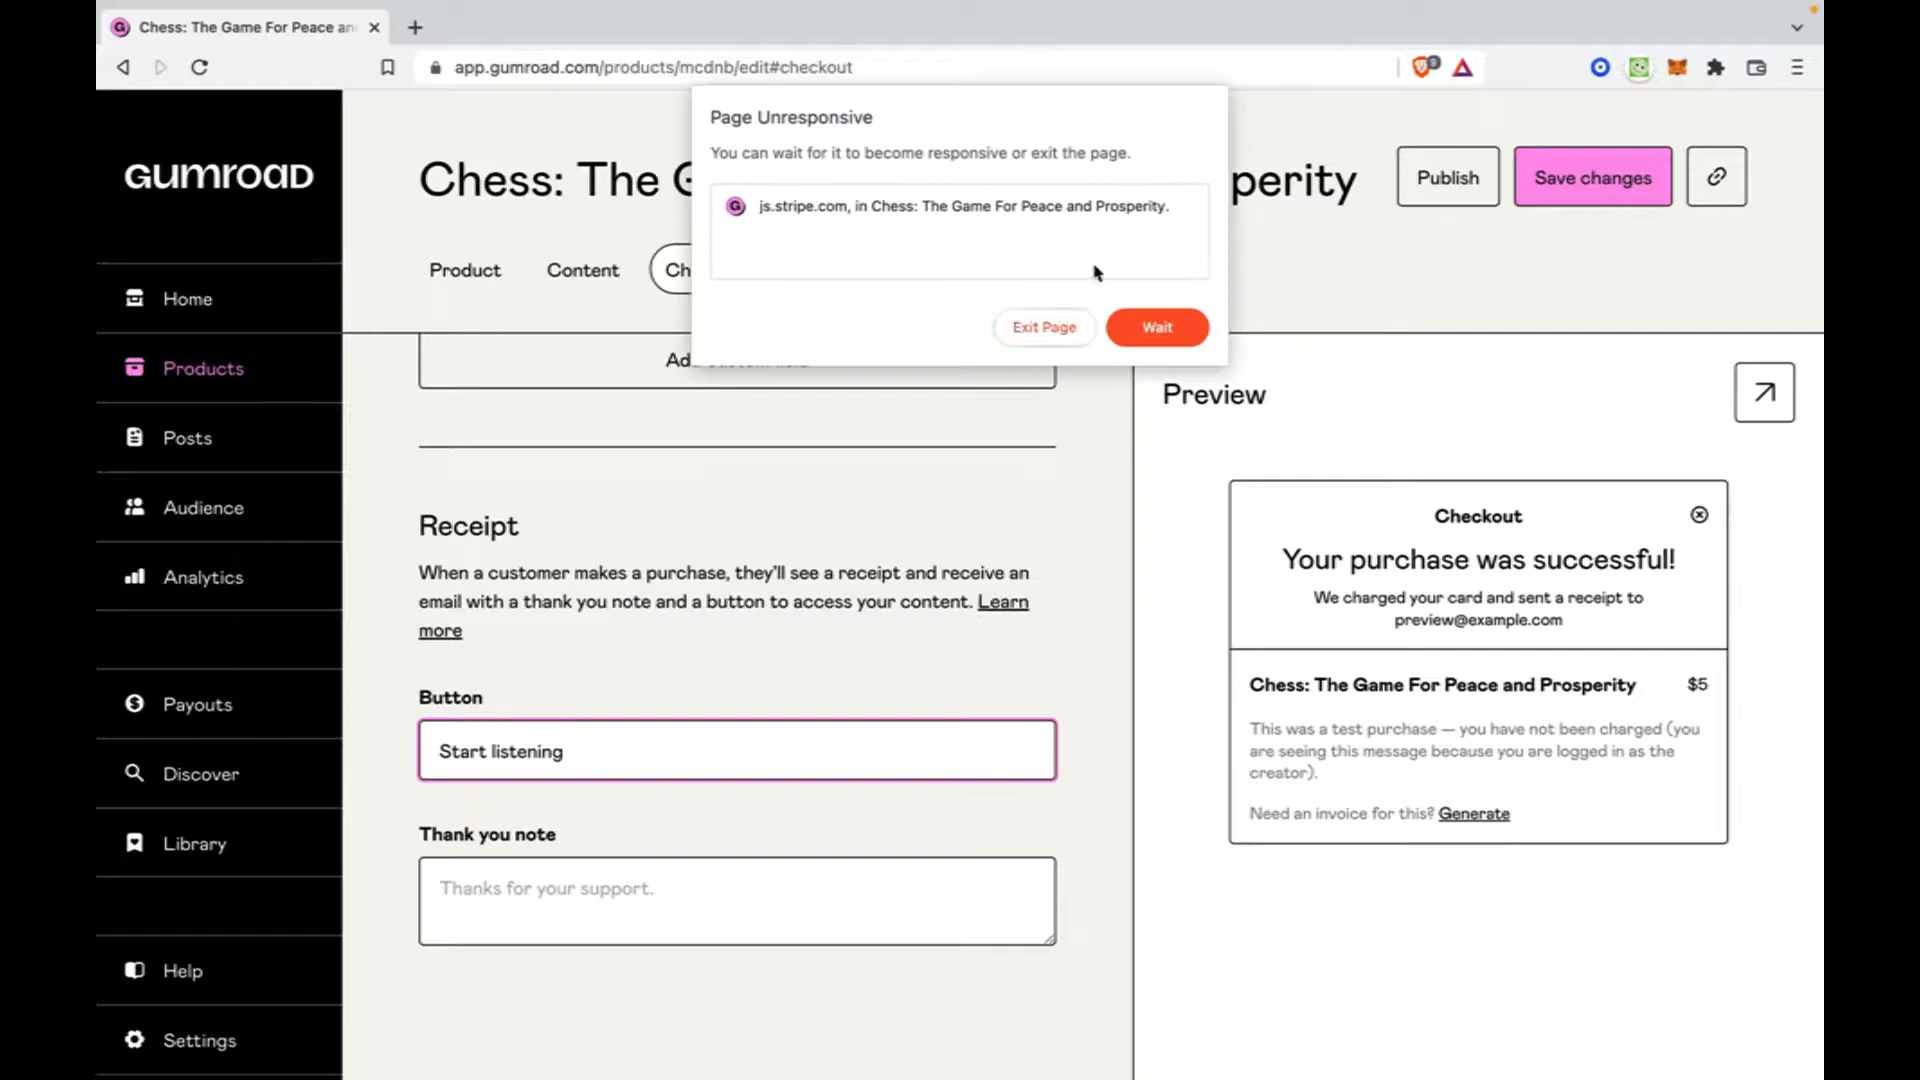 Chess: The Game For Peace an
app.gumroad.com/products/mcdnb/edit#checkout
Page Unresponsive
You can wait for it to become responsive or exit the page.
js.stripe.com, in Chess: The Game For Peace and Prosperity.
Exit Page
Wait
GUMROAD
Home
Products
Posts
Audience
Analytics
Payouts
Discover
Library
Help
Settings
Chess: The G
perity
Publish
Save changes
Product
Content
Ch
Receipt
When a customer makes a purchase, they'll see a receipt and receive an
email with a thank you note and a button to access your content. Learn
more
Button
Start listening
Thank you note
Thanks for your support.
Preview
Checkout
Your purchase was successful!
We charged your card and sent a receipt to
preview@example.com
Chess: The Game For Peace and Prosperity $5
This was a test purchase — you have not been charged (you
are seeing this message because you are logged in as the
creator).
Need an invoice for this? Generate